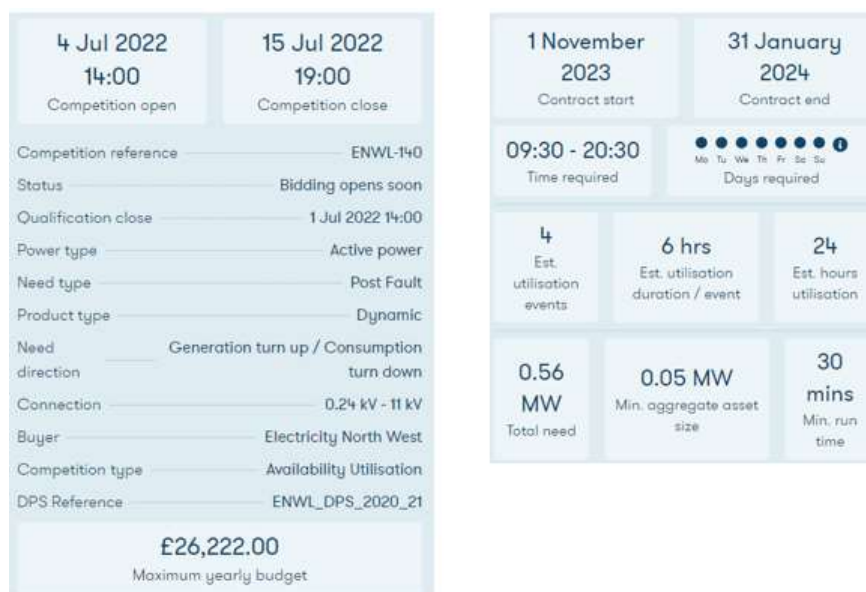 4 Jul 2022 15 Jul 2022
14:00 19:00
Competition open Competition close
Competition reference ENWL-140
Status Bidding opens soon
Qualification close 1 Jul 2022 14:00
Power type Active power
Need type Post Fault
Product type Dynamic
Need Generation turn up / Consumption
direction turn down
Connection 0.24 kV - 11 kV
Buyer Electricity North West
Competition type Availability Utilisation
DPS Reference ENWL_DPS_2020_21
£26,222.00
Maximum yearly budget
1 November 31 January
2023 2024
Contract start Contract end
09:30 - 20:30
Time required
Mo Tu We Th Fr Sa Su
Days required
4
Est.
utilisation
events
6 hrs
Est. utilisation
duration / event
24
Est. hours
utilisation
0.56
MW
Total need
0.05 MW
Min. aggregate asset
size
30
mins
Min. run
time